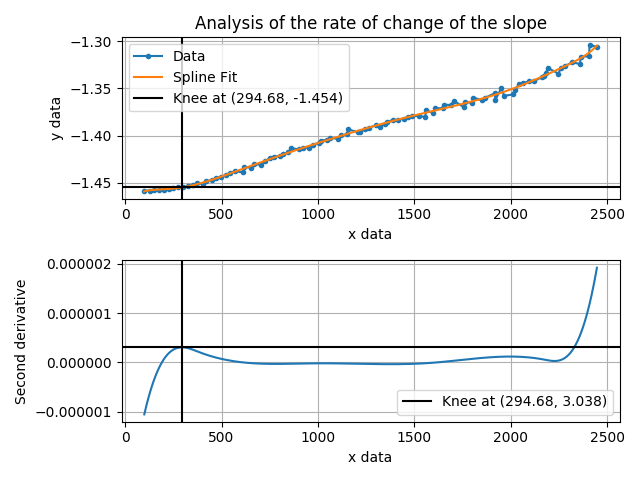 Analysis of the rate of change of the slope
−1.30
−1.35
−1.40
−1.45
y data
Data
Spline Fit
Knee at (294.68, -1.454)
0
500
1000
1500
2000
2500
x data
0.000002
0.000001
0.000000
−0.000001
Second derivative
Knee at (294.68, 3.038)
0
500
1000
1500
2000
2500
x data